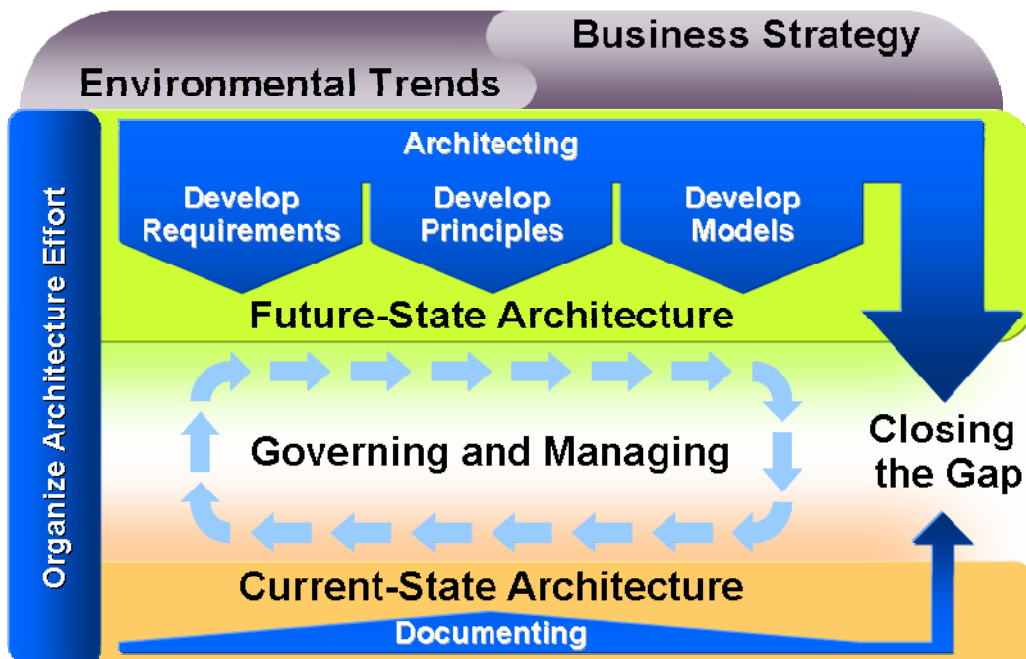 Business Strategy
Environmental Trends
Organize Architecture Effort
Architecting
Develop
Requirements
Develop
Principles
Develop
Models
Future-State Architecture
Governing and Managing
Closing
the Gap
Current-State Architecture
Documenting